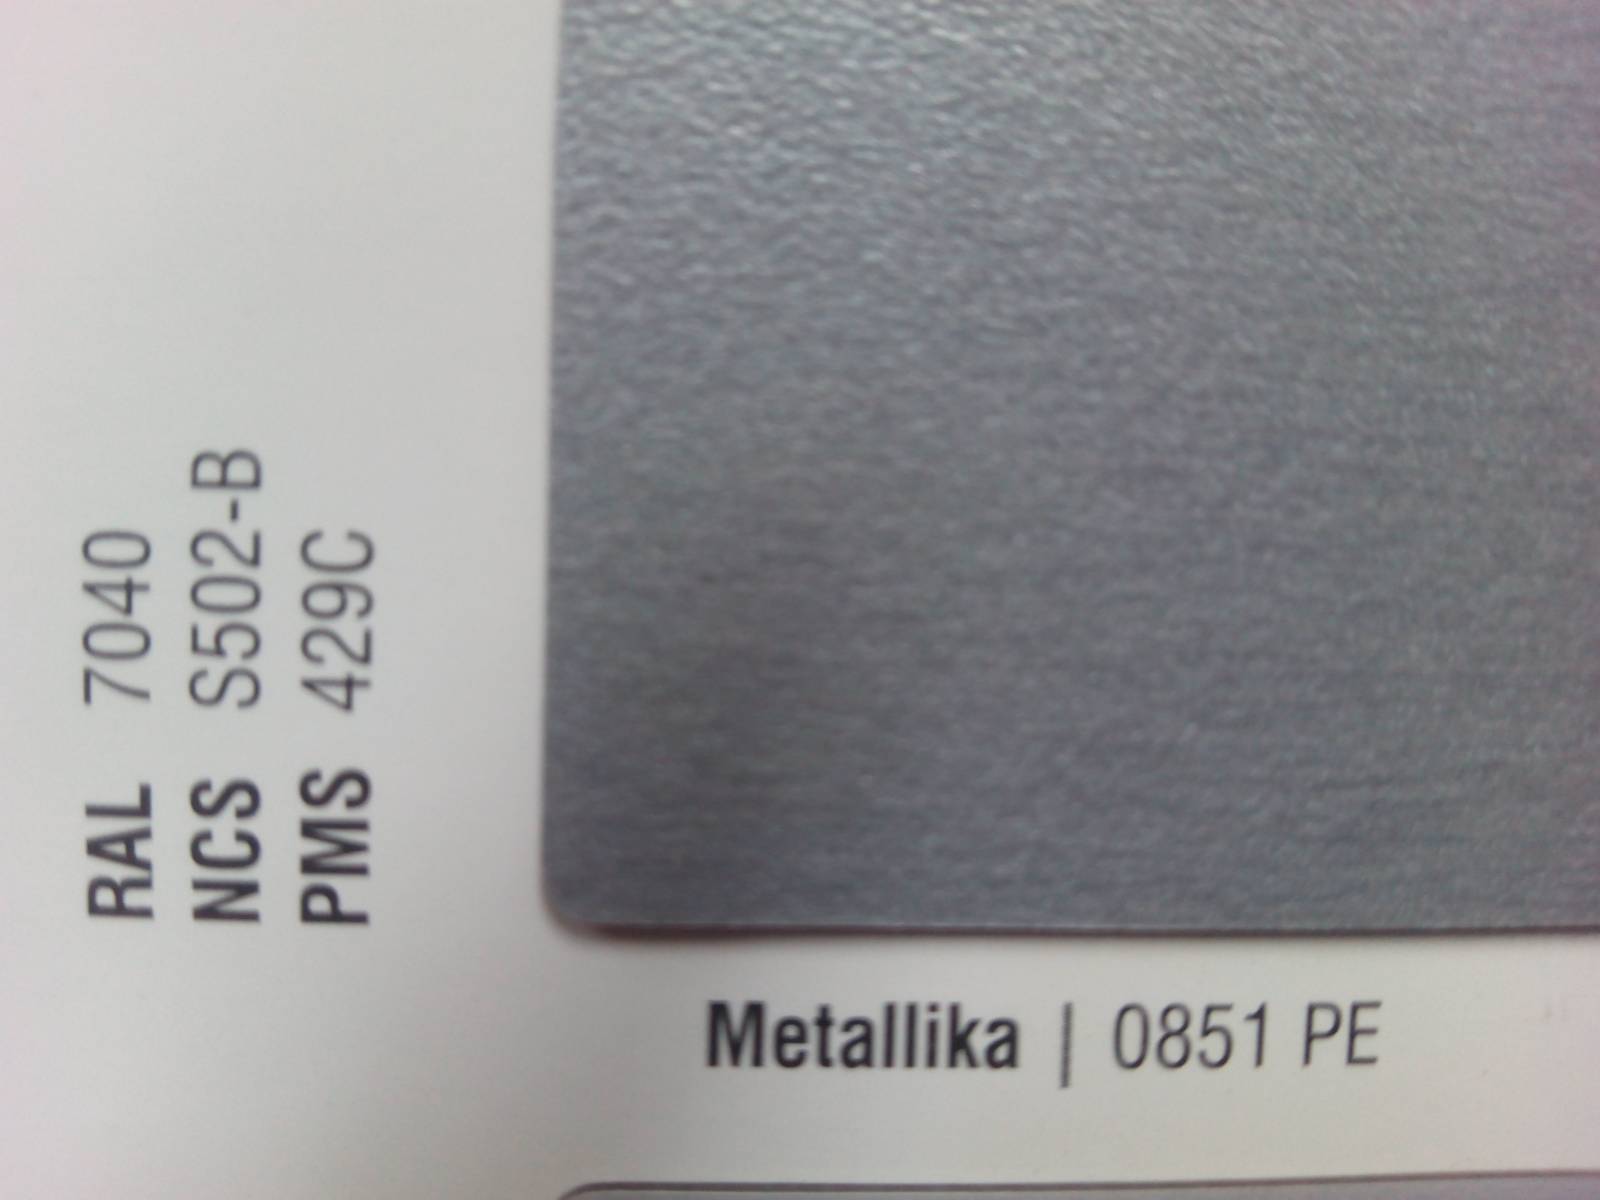 RAL 7040
NCS S502-B
PMS 429C
Metallika | 0851 PE